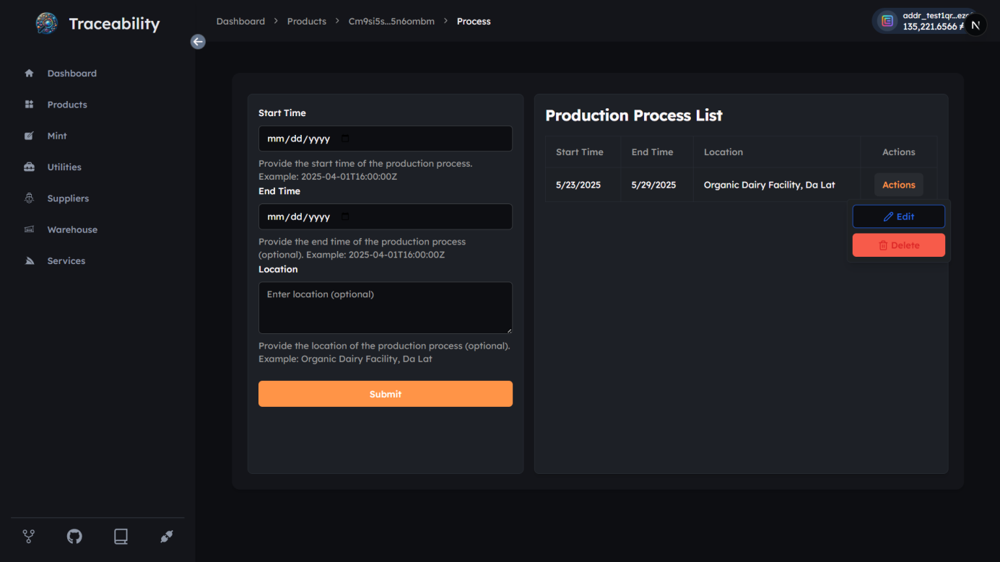 Traceability
Dashboard
Products
Mint
Utilities
Suppliers
Warehouse
Services
Dashboard > Products > Cm9si5s...5n6ombm > Process
addr_test1qr...ezs
135,221.6566 ₳
N
Start Time
mm/dd/yyyy
Provide the start time of the production process.
Example: 2025-04-01T16:00:00Z
End Time
mm/dd/yyyy
Provide the end time of the production process
(optional). Example: 2025-04-01T16:00:00Z
Location
Enter location (optional)
Provide the location of the production process (optional).
Example: Organic Dairy Facility, Da Lat
Submit
Production Process List
Start Time End Time Location Actions
5/23/2025 5/29/2025 Organic Dairy Facility, Da Lat Actions
Edit
Delete